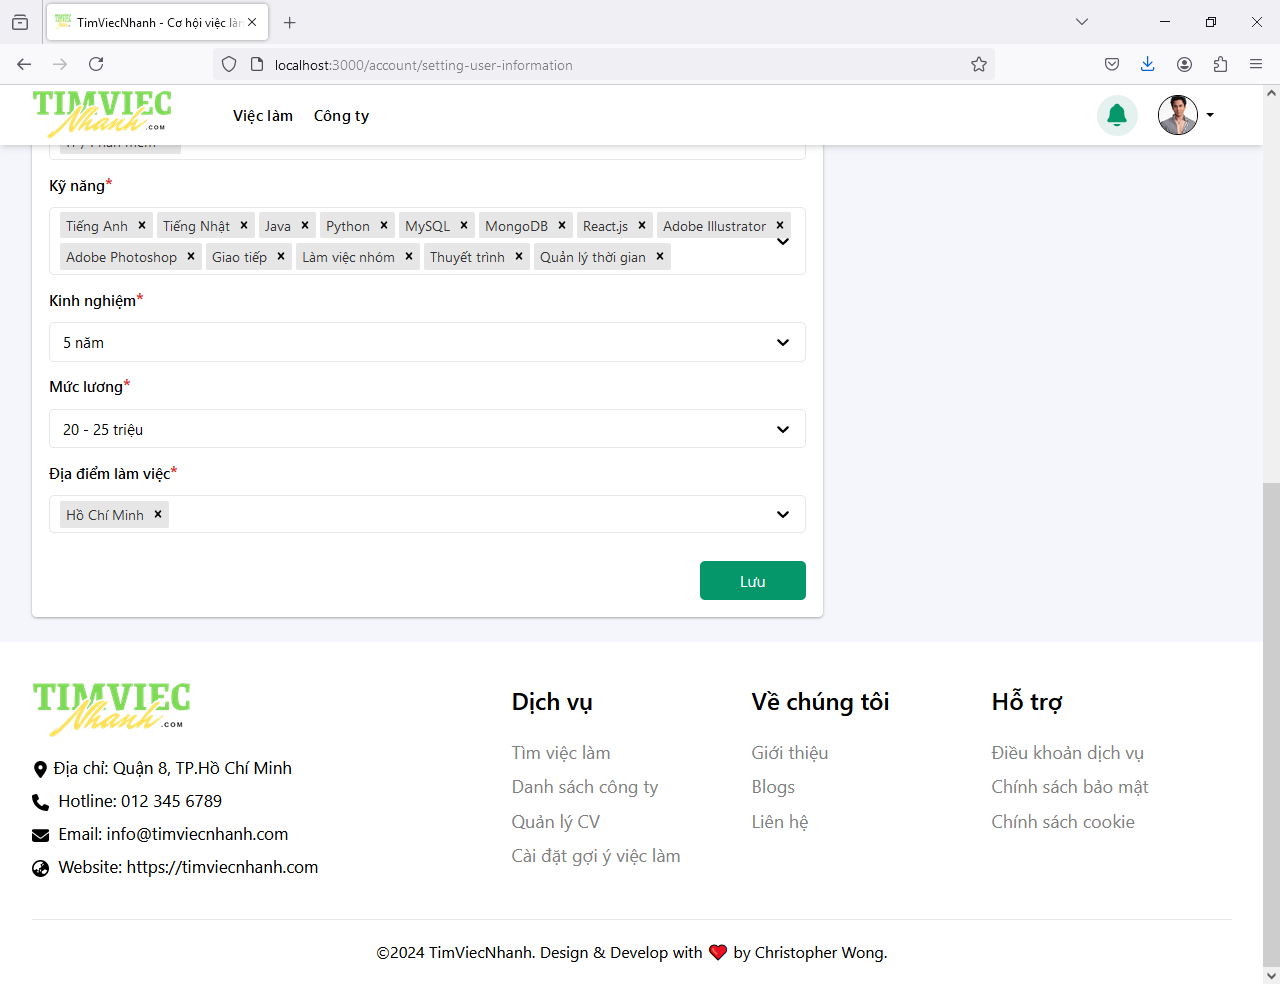 TimViecNhanh - Cơ hội việc làn
localhost:3000/account/setting-user-information
TIMVIEC
Nhanh .COM
Việc làm
Công ty
Kỹ năng*
Tiếng Anh
Tiếng Nhật
Java
Python
MySQL
MongoDB
React.js
Adobe Illustrator
Adobe Photoshop
Giao tiếp
Làm việc nhóm
Thuyết trình
Quản lý thời gian
Kinh nghiệm*
5 năm
Mức lương*
20 - 25 triệu
Địa điểm làm việc*
Hồ Chí Minh
Lưu
TIMVIEC
Nhanh .COM
Địa chỉ: Quận 8, TP.Hồ Chí Minh
Hotline: 012 345 6789
Email: info@timviecnhanh.com
Website: https://timviecnhanh.com
Dịch vụ
Tìm việc làm
Danh sách công ty
Quản lý CV
Cài đặt gợi ý việc làm
Về chúng tôi
Giới thiệu
Blogs
Liên hệ
Hỗ trợ
Điều khoản dịch vụ
Chính sách bảo mật
Chính sách cookie
©2024 TimViecNhanh. Design & Develop with ❤ by Christopher Wong.